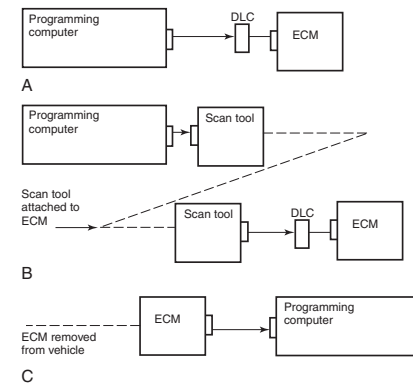 Programming
computer
DLC
ECM
A
Programming
computer
Scan tool
Scan tool
attached to
ECM
Scan tool
DLC
ECM
B
ECM
Programming
computer
ECM removed
from vehicle
C